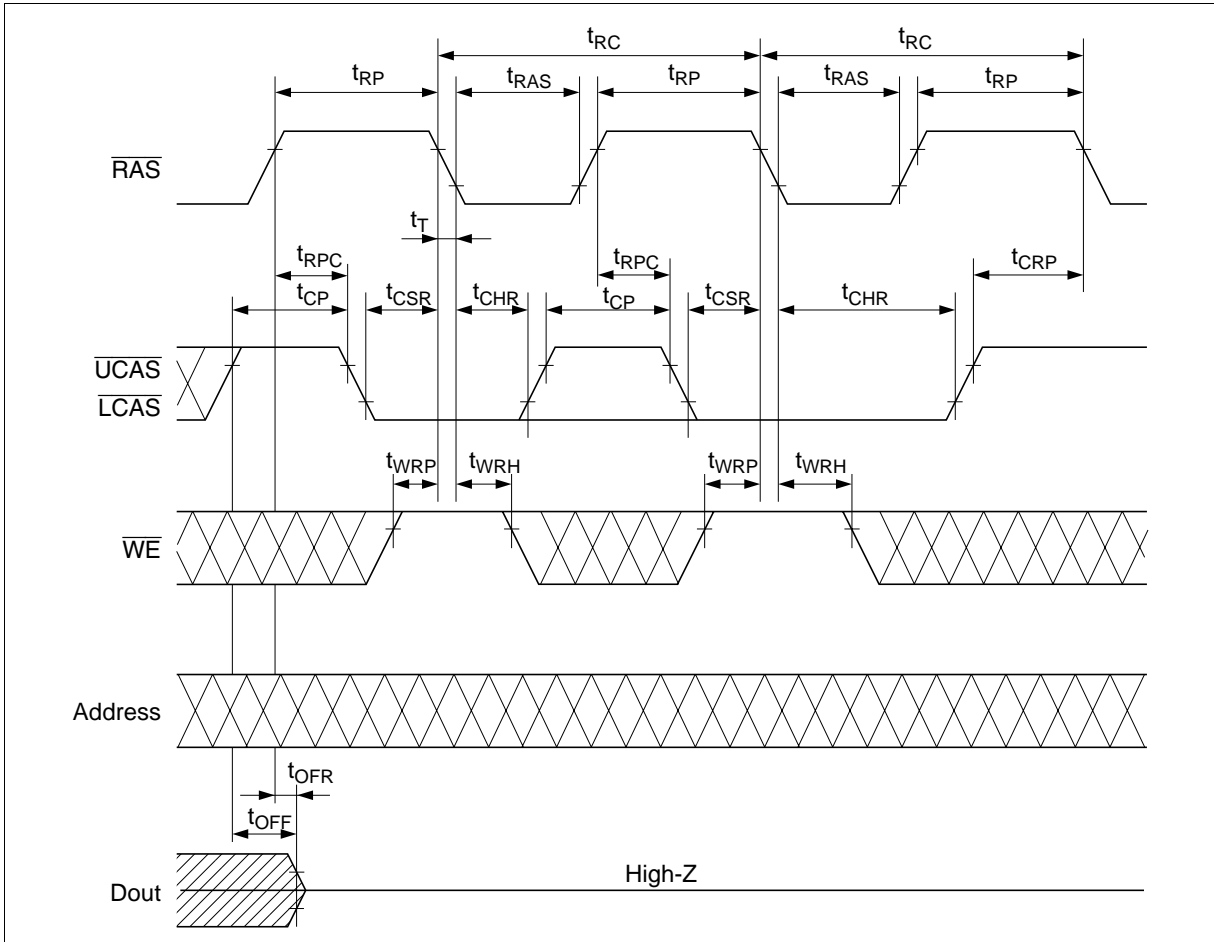 tRC tRC
tRP tRAS tRP tRAS tRP
RAS
tT
tRPC tRPC tCRP
tCP tCSR tCHR tCP tCSR tCHR
UCAS
LCAS
tWRP tWRH tWRP tWRH
WE
Address
tOFR
tOFF
High-Z
Dout